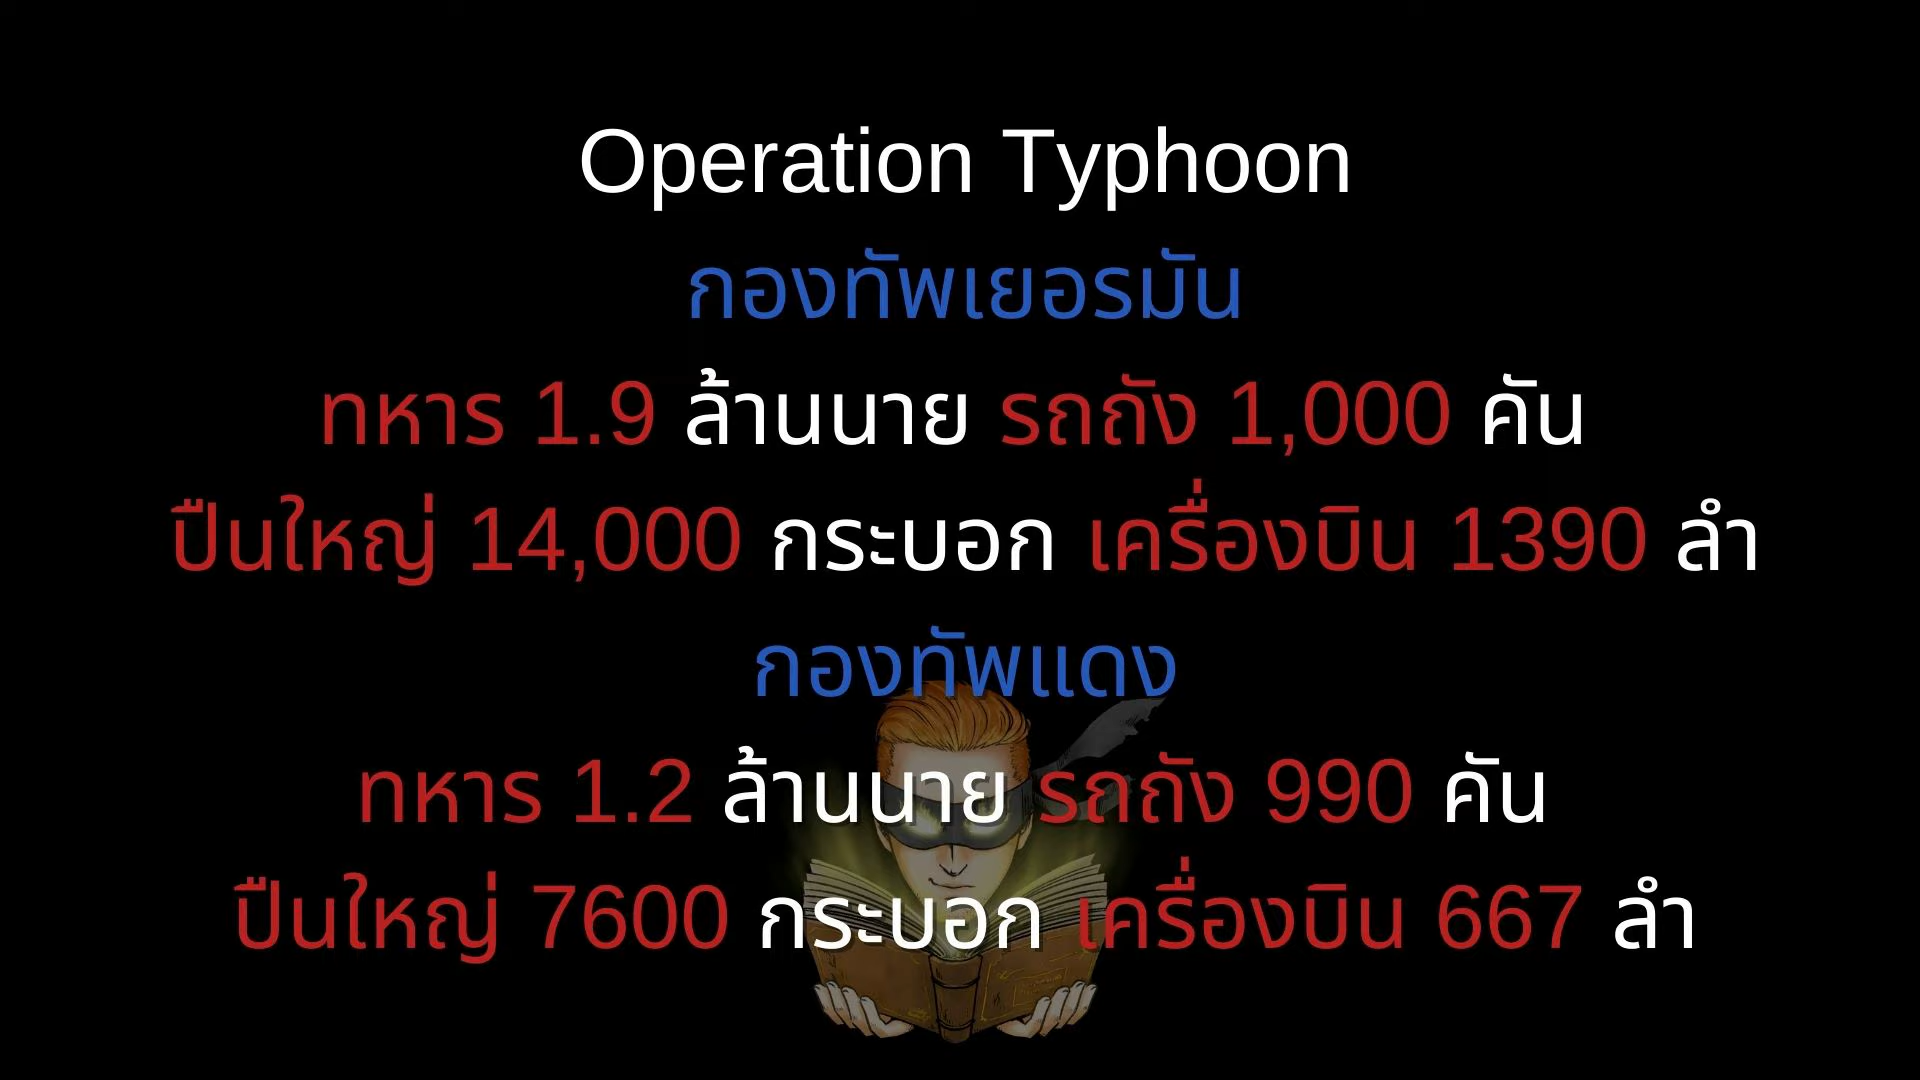 Operation Typhoon
กองทัพเยอรมัน
ทหาร 1.9 ล้านนาย รถถัง 1,000 คัน
ปืนใหญ่ 14,000 กระบอก เครื่องบิน 1390 ลำ
กองทัพแดง
ทหาร 1.2 ล้านนาย รถถัง 990 คัน
ปืนใหญ่ 7600 กระบอก เครื่องบิน 667 ลำ